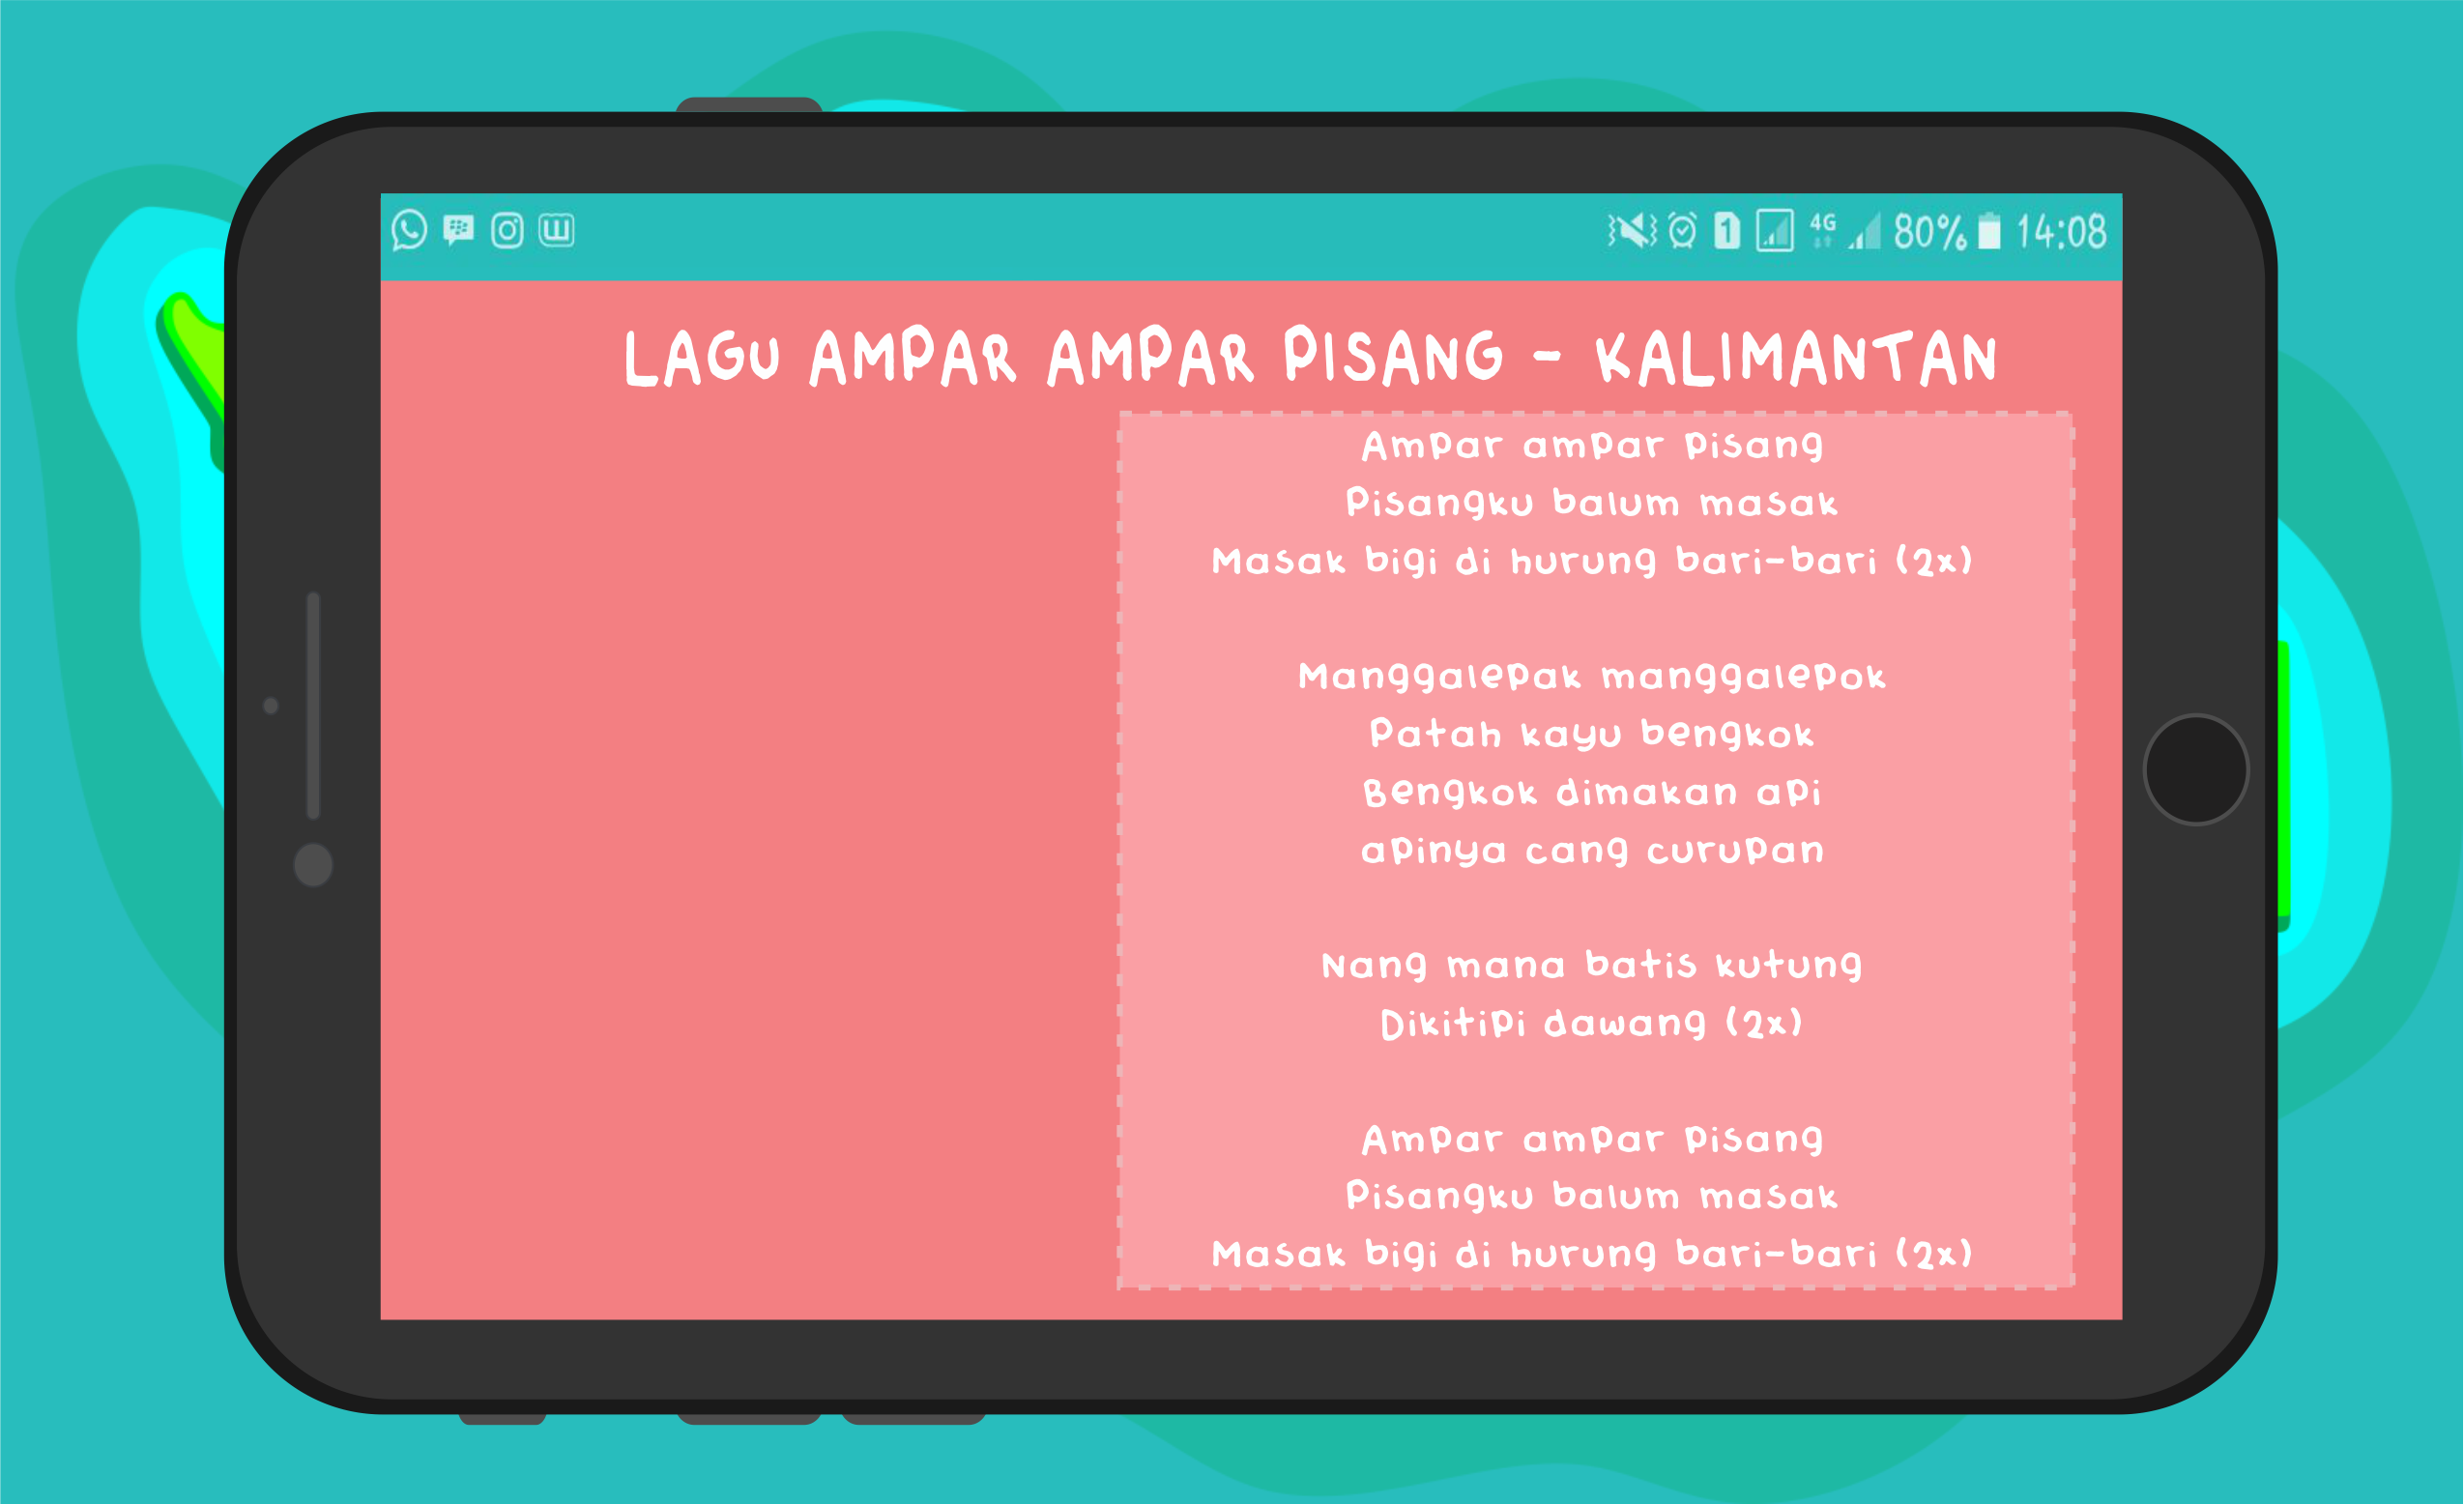 4G 80% 14:08
1
LAGU AMPAR AMPAR PISANG - KALIMANTAN
Ampar ampar pisang
Pisangku balum masak
Masak bigi di hurung bari-bari (2x)
Manggalepak manggalepok
Patah kayu bengkok
Bengkok dimakan api
apinya cang curupan
Nang mana batis kutung
Dikitipi dawang (2x)
Ampar ampar pisang
Pisangku balum masak
Masak bigi di hurung bari-bari (2x)